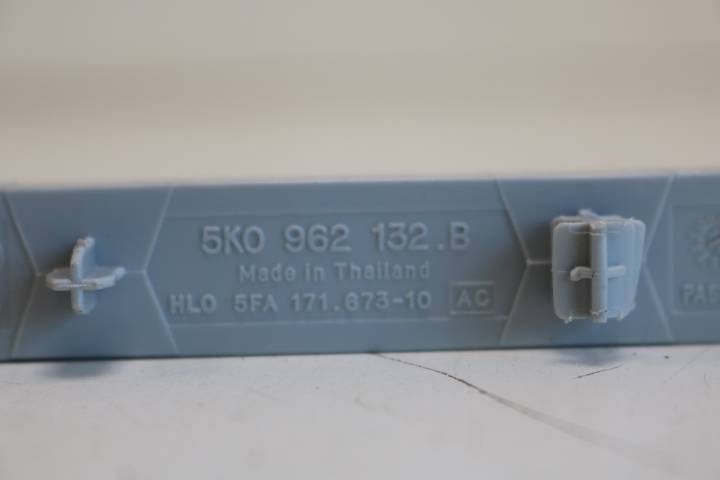 5K0 962 132.B
Made in Thailand
HLO 5FA 171.673-10 AC